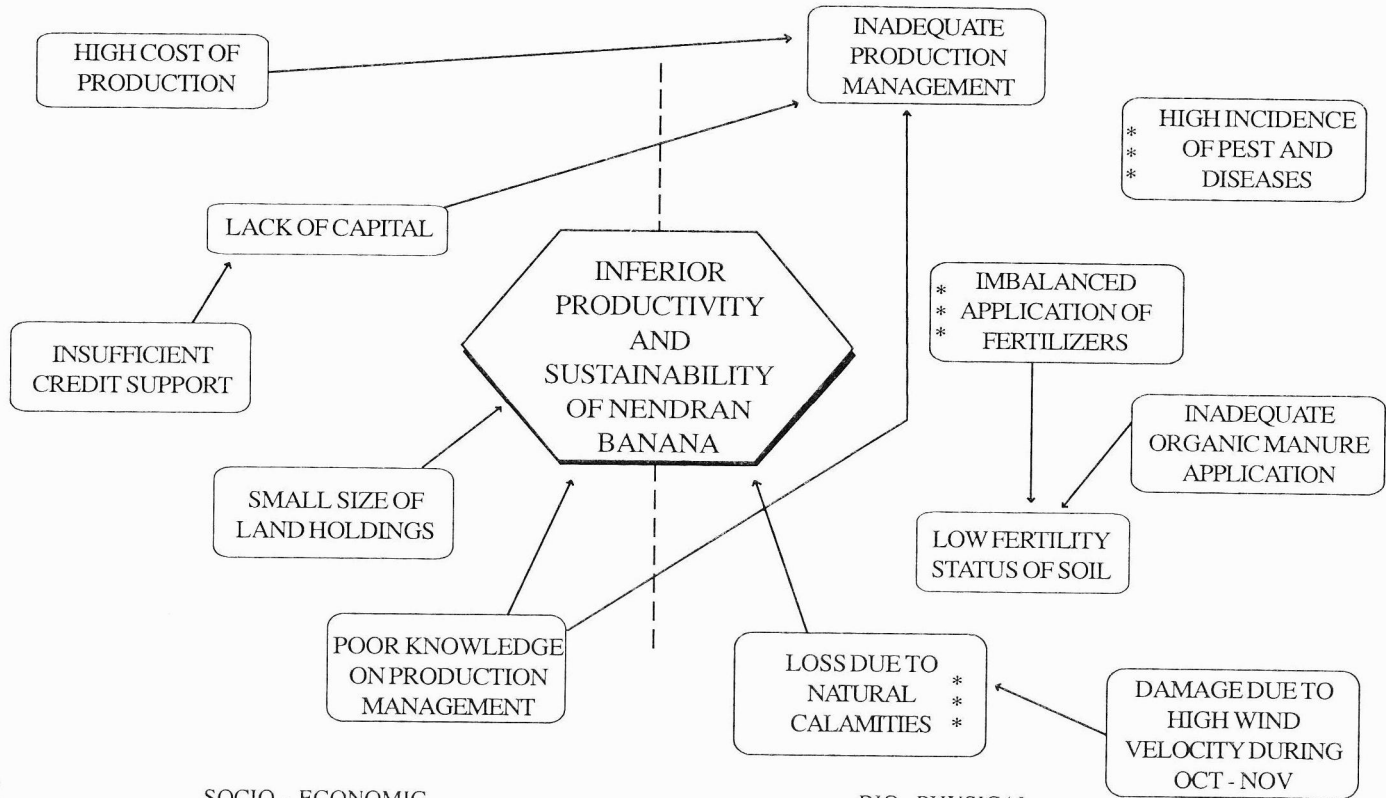 HIGH COST OF
PRODUCTION
INADEQUATE
PRODUCTION
MANAGEMENT
* HIGH INCIDENCE
* OF PEST AND
* DISEASES
LACK OF CAPITAL
INFERIOR
PRODUCTIVITY
AND
SUSTAINABILITY
OF NENDRAN
BANANA
* IMBALANCED
* APPLICATION OF
* FERTILIZERS
INSUFFICIENT
CREDIT SUPPORT
INADEQUATE
ORGANIC MANURE
APPLICATION
SMALL SIZE OF
LAND HOLDINGS
LOW FERTILITY
STATUS OF SOIL
POOR KNOWLEDGE
ON PRODUCTION
MANAGEMENT
LOSS DUE TO *
NATURAL *
CALAMITIES *
DAMAGE DUE TO
HIGH WIND
VELOCITY DURING
OCT - NOV
SOCIO - ECONOMIC